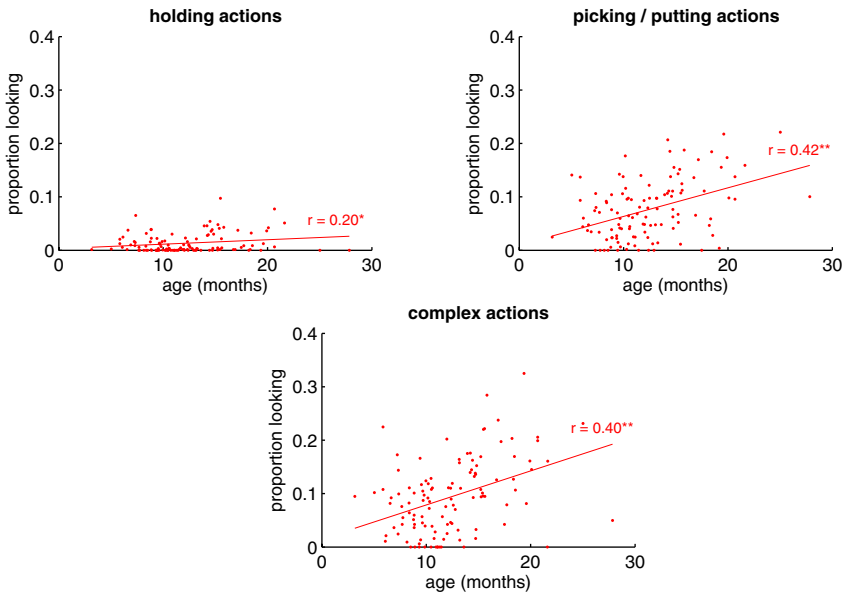 holding actions
0.4
0.3
0.2
0.1
0
proportion looking
r = 0.20*
0
10
20
30
age (months)
picking / putting actions
0.4
0.3
0.2
0.1
0
proportion looking
r = 0.42**
0
10
20
30
age (months)
complex actions
0.4
0.3
0.2
0.1
0
proportion looking
r = 0.40**
0
10
20
30
age (months)